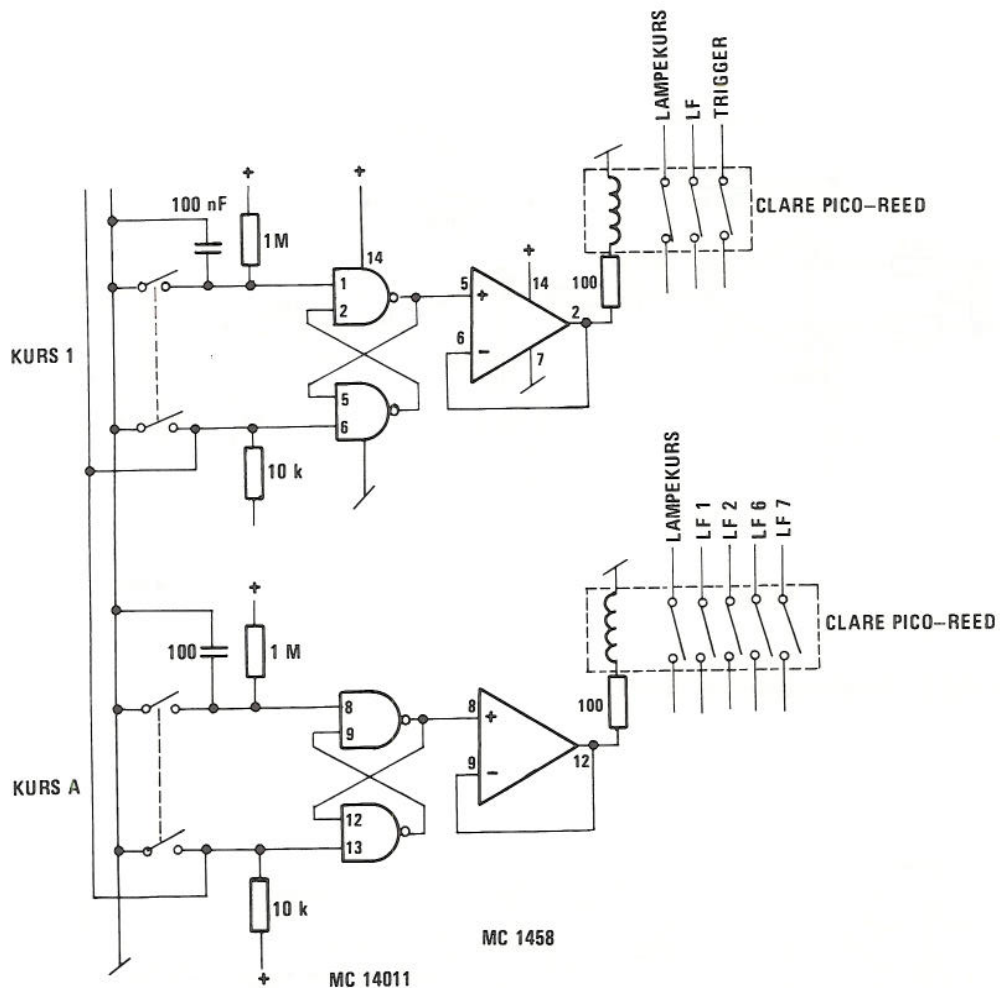 LAMPEKURS
LF
TRIGGER
CLARE PICO-REED
+
+
100 nF
1M
14
1
2
5
6
+
14
5
+
6
-
7
2
100
KURS 1
10 k
LAMPEKURS
LF 1
LF 2
LF 6
LF 7
CLARE PICO-REED
+
100
1 M
8
9
12
13
8
+
9
-
12
100
KURS A
10 k
+
MC 1458
MC 14011